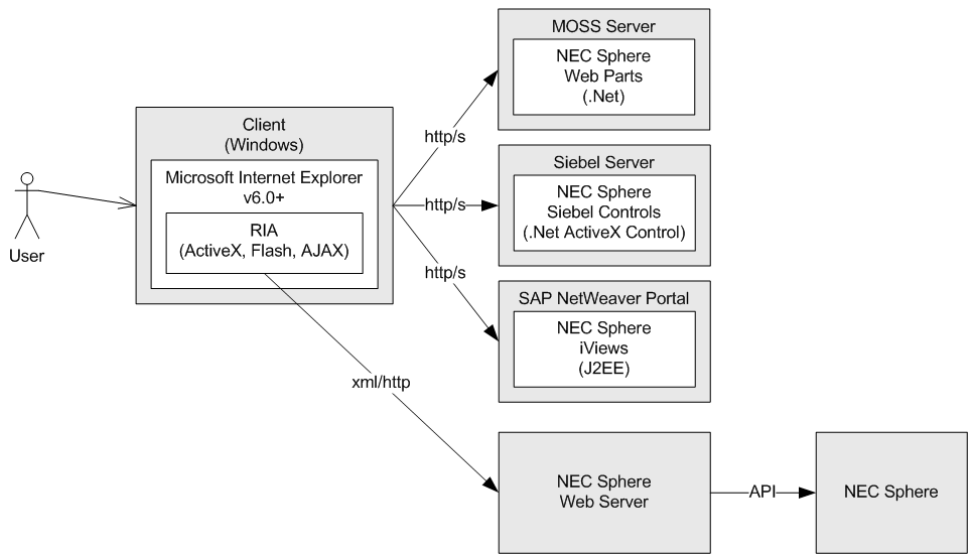 MOSS Server
NEC Sphere
Web Parts
(.Net)
Client
(Windows)
Microsoft Internet Explorer
v6.0+
RIA
(ActiveX, Flash, AJAX)
User
http/s
http/s
http/s
Siebel Server
NEC Sphere
Siebel Controls
(.Net ActiveX Control)
SAP NetWeaver Portal
NEC Sphere
iViews
(J2EE)
xml/http
NEC Sphere
Web Server
API
NEC Sphere